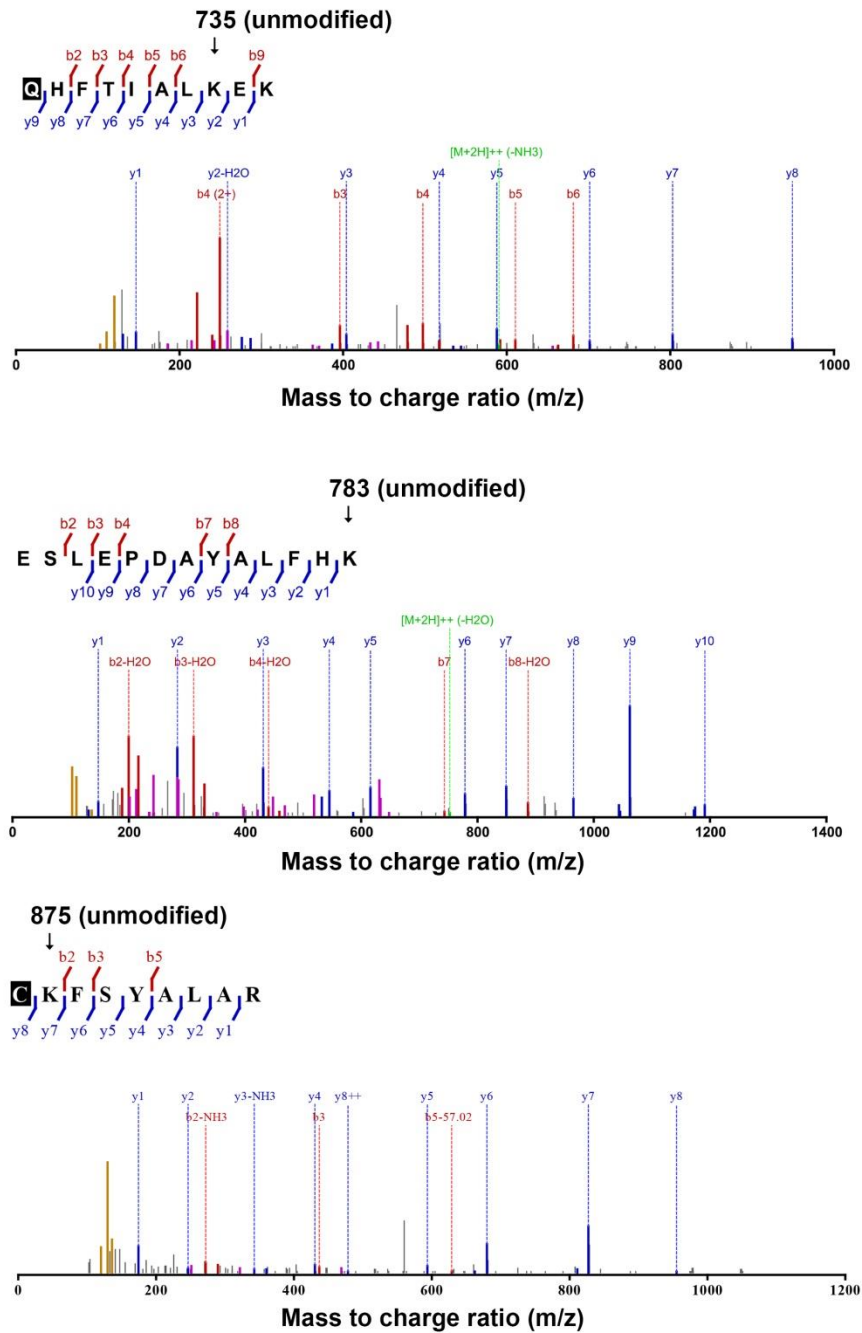 735 (unmodified)
↓
b2 b3 b4 b5 b6 b9
Q H F T I A L K E K
y9 y8 y7 y6 y5 y4 y3 y2 y1
[M+2H]++ (-NH3)
y1 y2-H2O y3 y4 y5 y6 y7 y8
b4 (2+) b3 b4 b5 b6
0 200 400 600 800 1000
Mass to charge ratio (m/z)
783 (unmodified)
↓
b2 b3 b4 b7 b8
E S L E P D A Y A L F H K
y10 y9 y8 y7 y6 y5 y4 y3 y2 y1
[M+2H]++ (-H2O)
y1 y2 y3 y4 y5 y6 y7 y8 y9 y10
b2-H2O b3-H2O b4-H2O b7 b8-H2O
0 200 400 600 800 1000 1200 1400
Mass to charge ratio (m/z)
875 (unmodified)
↓
b2 b3 b5
C K F S Y A L A R
y8 y7 y6 y5 y4 y3 y2 y1
y1 y2 y3-NH3 y4 y8++ y5 y6 y7 y8
b2-NH3 b3 b5-57.02
0 200 400 600 800 1000 1200
Mass to charge ratio (m/z)